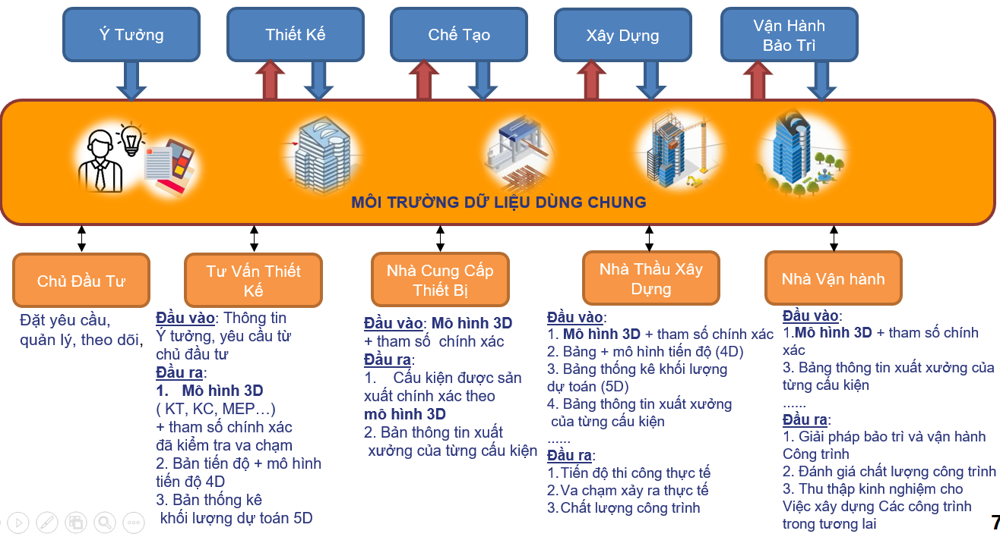 Ý Tưởng
Thiết Kế
Chế Tạo
Xây Dựng
Vận Hành
Bảo Trì
MÔI TRƯỜNG DỮ LIỆU DÙNG CHUNG
Chủ Đầu Tư
Đặt yêu cầu,
quản lý, theo dõi,
Tư Vấn Thiết
Kế
Đầu vào: Thông tin
Ý tưởng, yêu cầu từ
chủ đầu tư
Đầu ra:
1. Mô hình 3D
( KT, KC, MEP…)
+ tham số chính xác
đã kiểm tra va chạm
2. Bản tiến độ + mô hình
tiến độ 4D
3. Bản thống kê
khối lượng dự toán 5D
Nhà Cung Cấp
Thiết Bị
Đầu vào: Mô hình 3D
+ tham số chính xác
Đầu ra:
1. Cấu kiện được sản
xuất chính xác theo
mô hình 3D
2. Bản thông tin xuất
xưởng của từng cấu kiện
Nhà Thầu Xây
Dựng
Đầu vào:
1. Mô hình 3D + tham số chính xác
2. Bảng + mô hình tiến độ (4D)
3. Bảng thống kê khối lượng
dự toán (5D)
4. Bảng thông tin xuất xưởng
của từng cấu kiện
......
Đầu ra:
1.Tiến độ thi công thực tế
2.Va chạm xảy ra thực tế
3.Chất lượng công trình
Nhà Vận hành
Đầu vào:
1.Mô hình 3D + tham số chính
xác
3. Bảng thông tin xuất xưởng của
từng cấu kiện
......
Đầu ra:
1. Giải pháp bảo trì và vận hành
Công trình
2. Đánh giá chất lượng công trình
3. Thu thập kinh nghiệm cho
Việc xây dựng Các công trình
trong tương lai
7